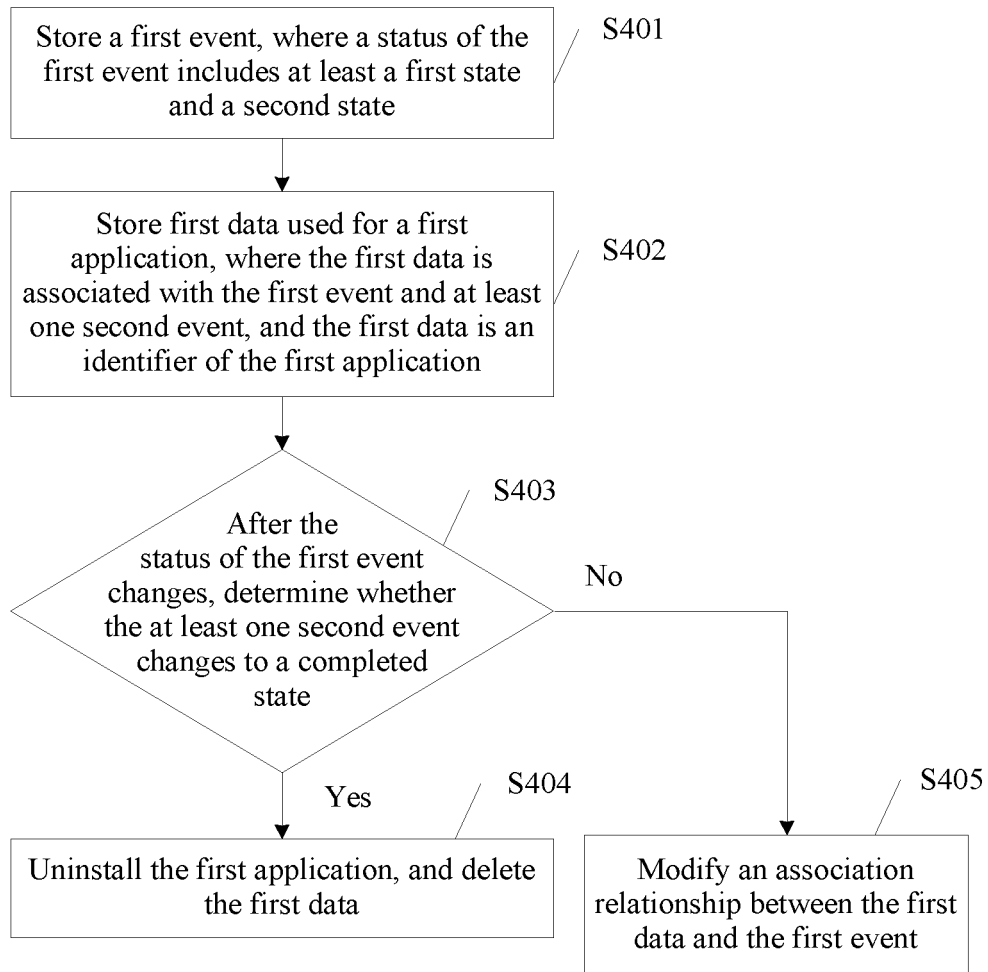 Store a first event, where a status of the
first event includes at least a first state
and a second state
S401
Store first data used for a first
application, where the first data is
associated with the first event and at least
one second event, and the first data is an
identifier of the first application
S402
After the
status of the first event
changes, determine whether
the at least one second event
changes to a completed
state
S403
No
Yes
Uninstall the first application, and delete
the first data
S404
Modify an association
relationship between the first
data and the first event
S405